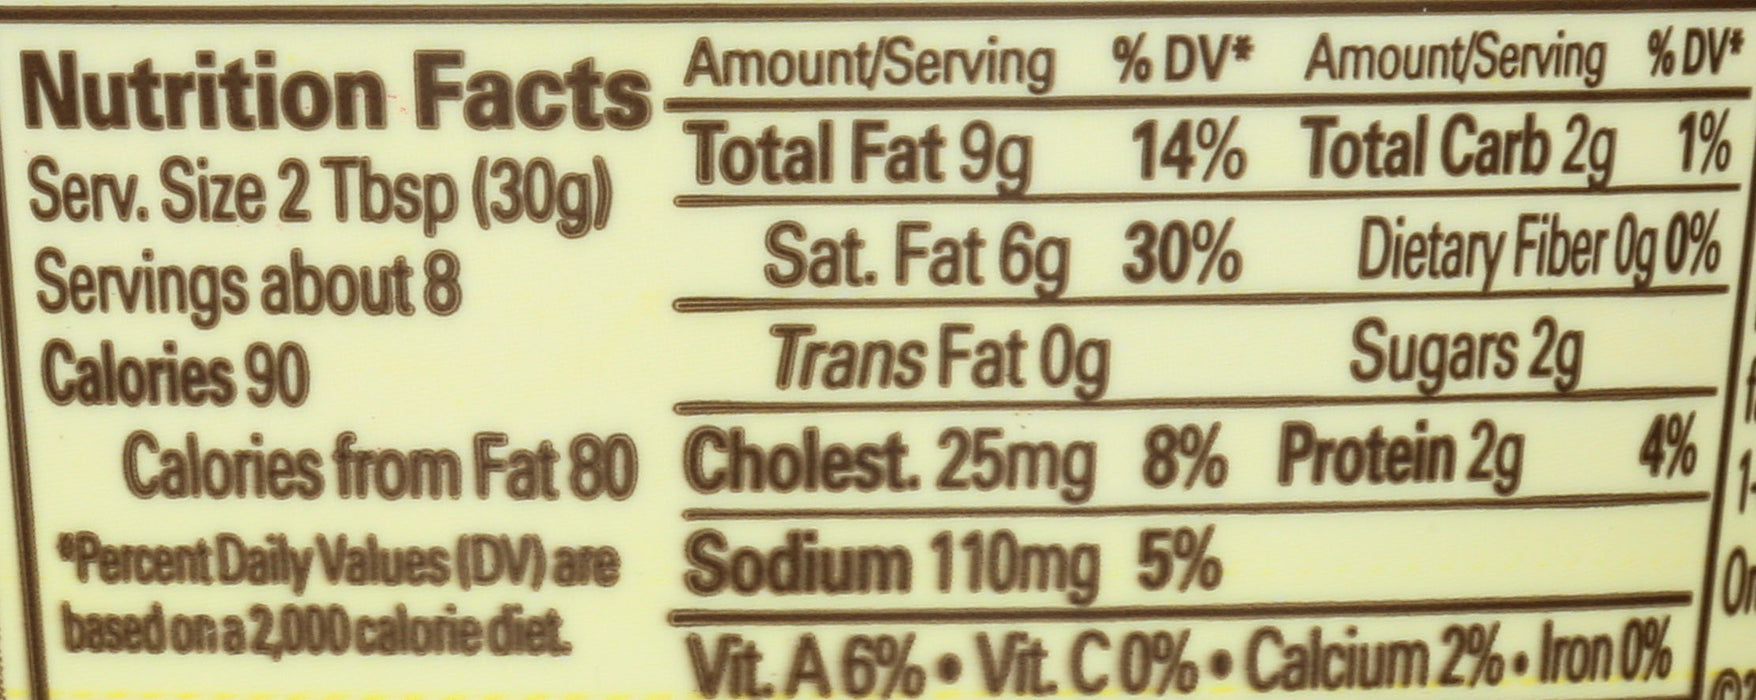 Nutrition Facts
Serv. Size 2 Tbsp (30g)
Servings about 8
Calories 90
Calories from Fat 80
*Percent Daily Values (DV) are
based on a 2,000 calorie diet.
Amount/Serving % DV* Amount/Serving % DV*
Total Fat 9g 14% Total Carb 2g 1%
Sat. Fat 6g 30% Dietary Fiber 0g 0%
Trans Fat 0g Sugars 2g
Cholest. 25mg 8% Protein 2g 4%
Sodium 110mg 5%
Vit. A 6% • Vit. C 0% • Calcium 2% • Iron 0%